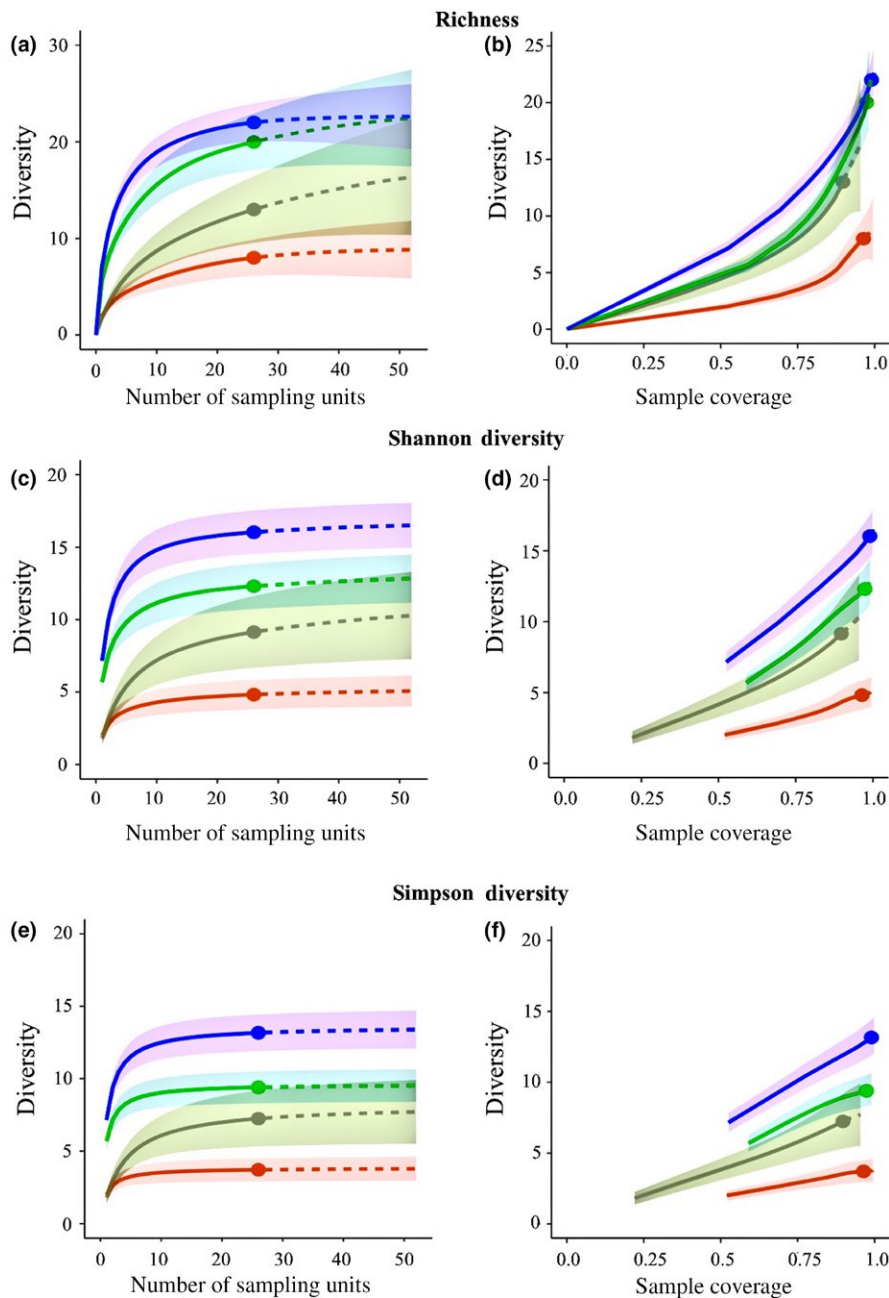 Richness
(a)
30
20
10
0
Diversity
0 10 20 30 40 50
Number of sampling units
(b)
25
20
15
10
5
0
Diversity
0.0 0.25 0.5 0.75 1.0
Sample coverage
Shannon diversity
(c)
20
15
10
5
0
Diversity
0 10 20 30 40 50
Number of sampling units
(d)
20
15
10
5
0
Diversity
0.0 0.25 0.5 0.75 1.0
Sample coverage
Simpson diversity
(e)
20
15
10
5
0
Diversity
0 10 20 30 40 50
Number of sampling units
(f)
20
15
10
5
0
Diversity
0.0 0.25 0.5 0.75 1.0
Sample coverage